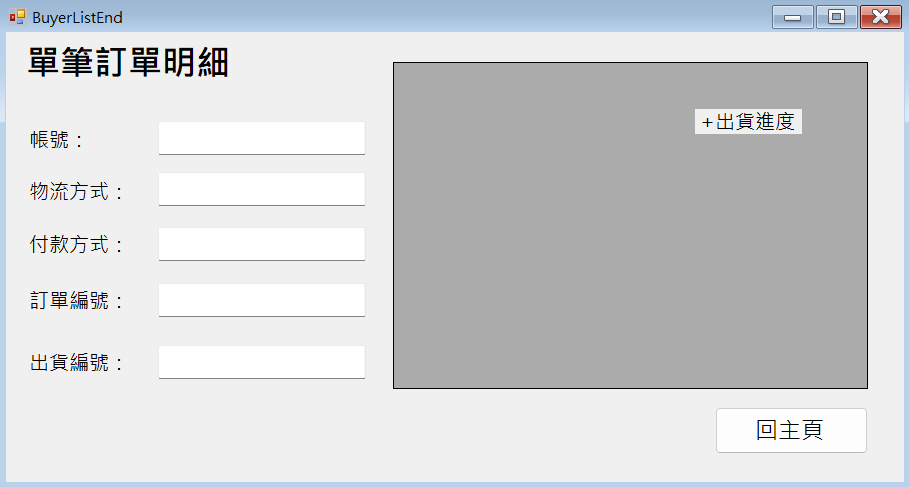 BuyerListEnd
單筆訂單明細
帳號：
物流方式：
付款方式：
訂單編號：
出貨編號：
+出貨進度
回主頁